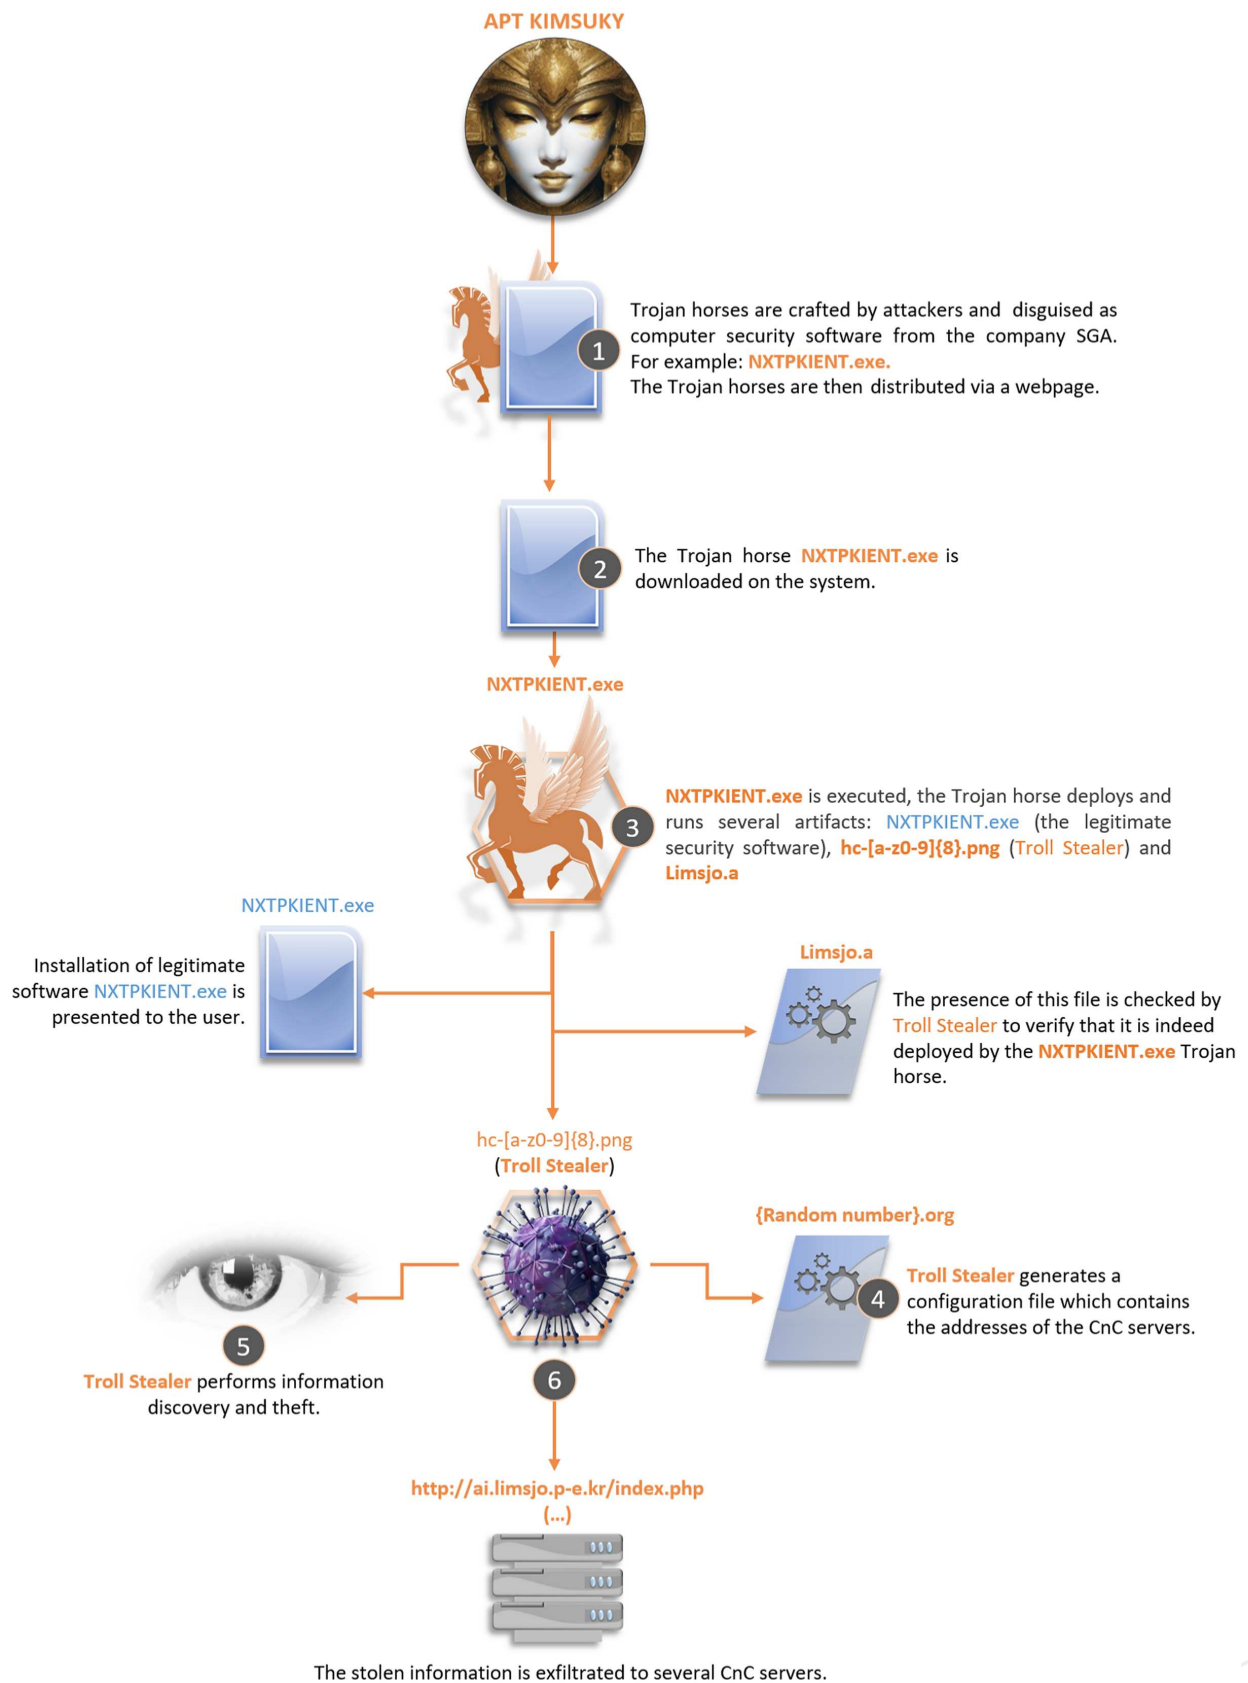 APT KIMSUKY
Trojan horses are crafted by attackers and disguised as
computer security software from the company SGA.
For example: NXTPKIENT.exe.
The Trojan horses are then distributed via a webpage.
1
The Trojan horse NXTPKIENT.exe is
downloaded on the system.
2
NXTPKIENT.exe
NXTPKIENT.exe is executed, the Trojan horse deploys and
runs several artifacts: NXTPKIENT.exe (the legitimate
security software), hc-[a-z0-9]{8}.png (Troll Stealer) and
Limsjo.a
3
NXTPKIENT.exe
Installation of legitimate
software NXTPKIENT.exe is
presented to the user.
Limsjo.a
The presence of this file is checked by
Troll Stealer to verify that it is indeed
deployed by the NXTPKIENT.exe Trojan
horse.
hc-[a-z0-9]{8}.png
(Troll Stealer)
{Random number}.org
Troll Stealer generates a
configuration file which contains
the addresses of the CnC servers.
4
5
Troll Stealer performs information
discovery and theft.
6
http://ai.limsjo.p-e.kr/index.php
(...)
The stolen information is exfiltrated to several CnC servers.